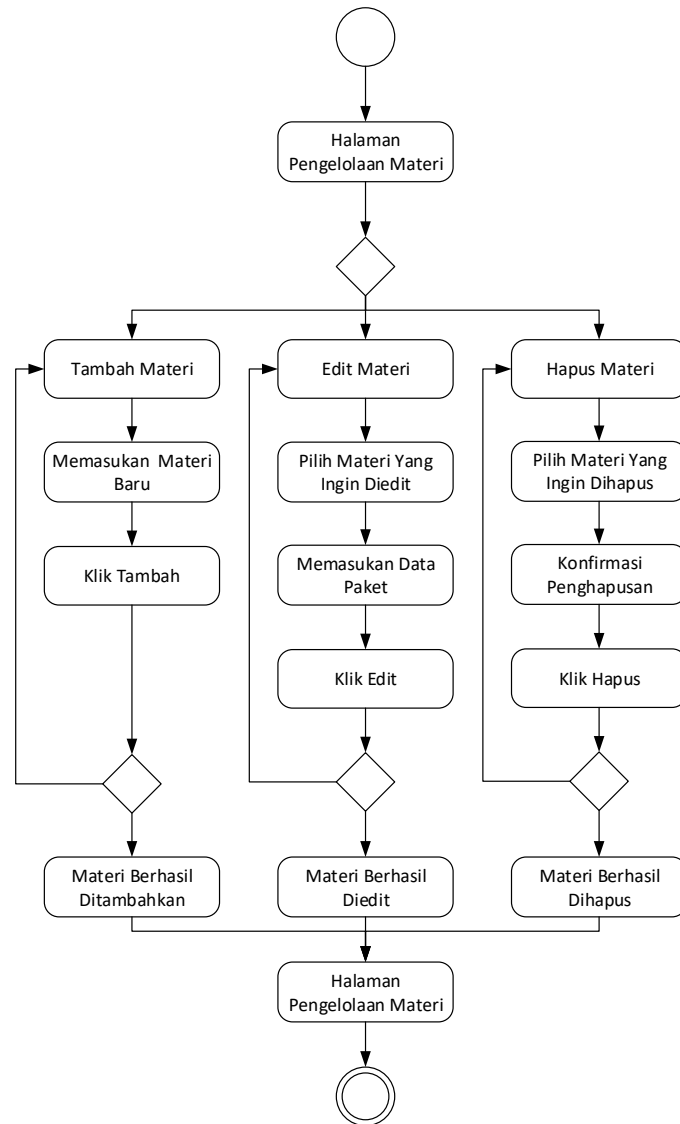 Halaman
Pengelolaan Materi
Tambah Materi
Memasukan Materi
Baru
Klik Tambah
Materi Berhasil
Ditambahkan
Edit Materi
Pilih Materi Yang
Ingin Diedit
Memasukan Data
Paket
Klik Edit
Materi Berhasil
Diedit
Hapus Materi
Pilih Materi Yang
Ingin Dihapus
Konfirmasi
Penghapusan
Klik Hapus
Materi Berhasil
Dihapus
Halaman
Pengelolaan Materi